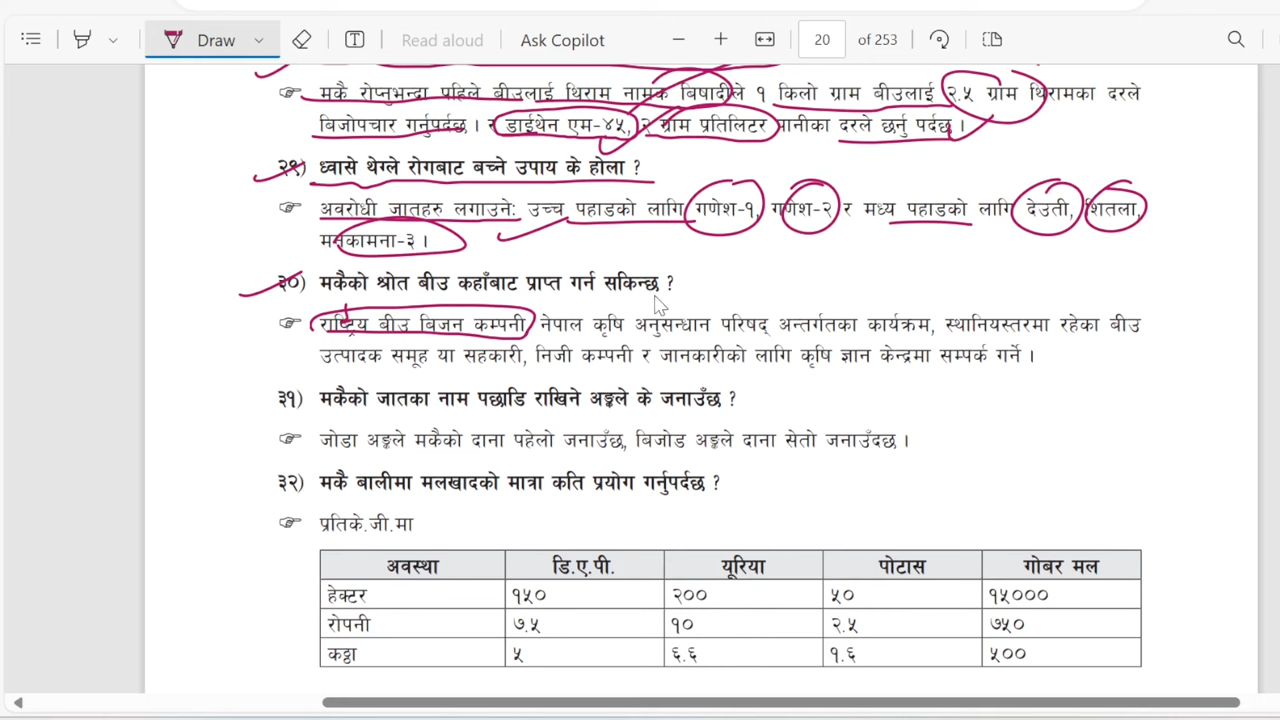 Draw
Read aloud
Ask Copilot
20
of 253
मकै रोप्नुभन्दा पहिले बीउलाई थिराम नामक बिषादीले १ किलो ग्राम बीउलाई २.५ ग्राम थिरामका दरले
बिजोपचार गर्नुपर्दछ । र डाईथेन एम-४५, २ ग्राम प्रतिलिटर पानीका दरले छर्नु पर्दछ ।
२९) ध्वासे थेग्ले रोगबाट बच्ने उपाय के होला ?
अवरोधी जातहरु लगाउने: उच्च पहाडको लागि गणेश-१, गणेश-२ र मध्य पहाडको लागि देउती, शितला,
मनकामना-३ ।
३०) मकैको श्रोत बीउ कहाँबाट प्राप्त गर्न सकिन्छ ?
राष्ट्रिय बीउ बिजन कम्पनी नेपाल कृषि अनुसन्धान परिषद् अन्तर्गतका कार्यक्रम, स्थानियस्तरमा रहेका बीउ
उत्पादक समूह या सहकारी, निजी कम्पनी र जानकारीको लागि कृषि ज्ञान केन्द्रमा सम्पर्क गर्ने ।
३१) मकैको जातका नाम पछाडि राखिने अङ्कले के जनाउँछ ?
जोडा अङ्कले मकैको दाना पहेलो जनाउँछ, बिजोड अङ्कले दाना सेतो जनाउँदछ ।
३२) मकै बालीमा मलखादको मात्रा कति प्रयोग गर्नुपर्दछ ?
प्रतिके.जी.मा
अवस्था डि.ए.पी. यूरिया पोटास गोबर मल
हेक्टर १५० २०० ५० १५०००
रोपनी ७.५ १० २.५ ७५०
कठ्ठा ५ ६.६ १.६ ५००